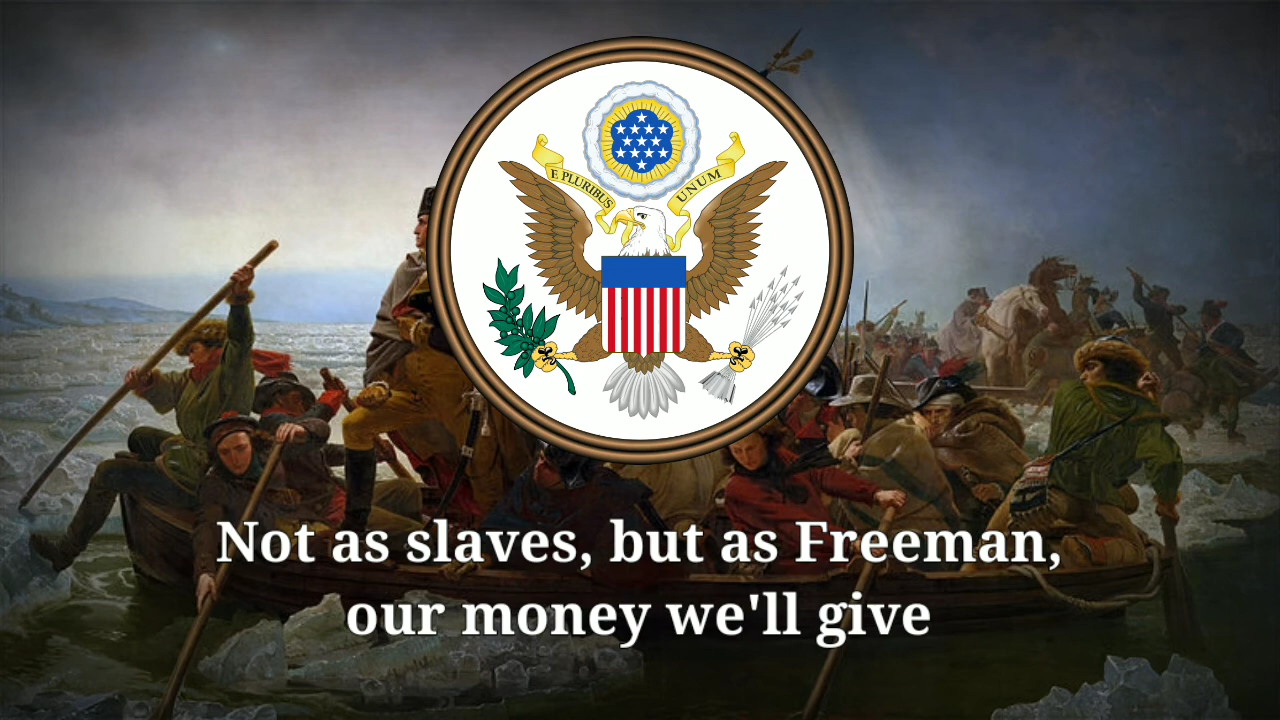 E PLURIBUS UNUM
Not as slaves, but as Freeman,
our money we'll give